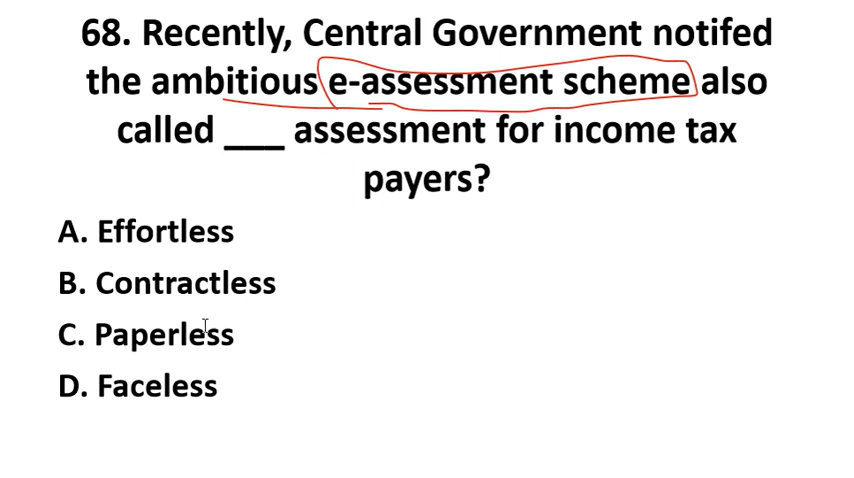 68. Recently, Central Government notifed
the ambitious e-assessment scheme also
called ___ assessment for income tax
payers?
A. Effortless
B. Contractless
C. Paperless
D. Faceless